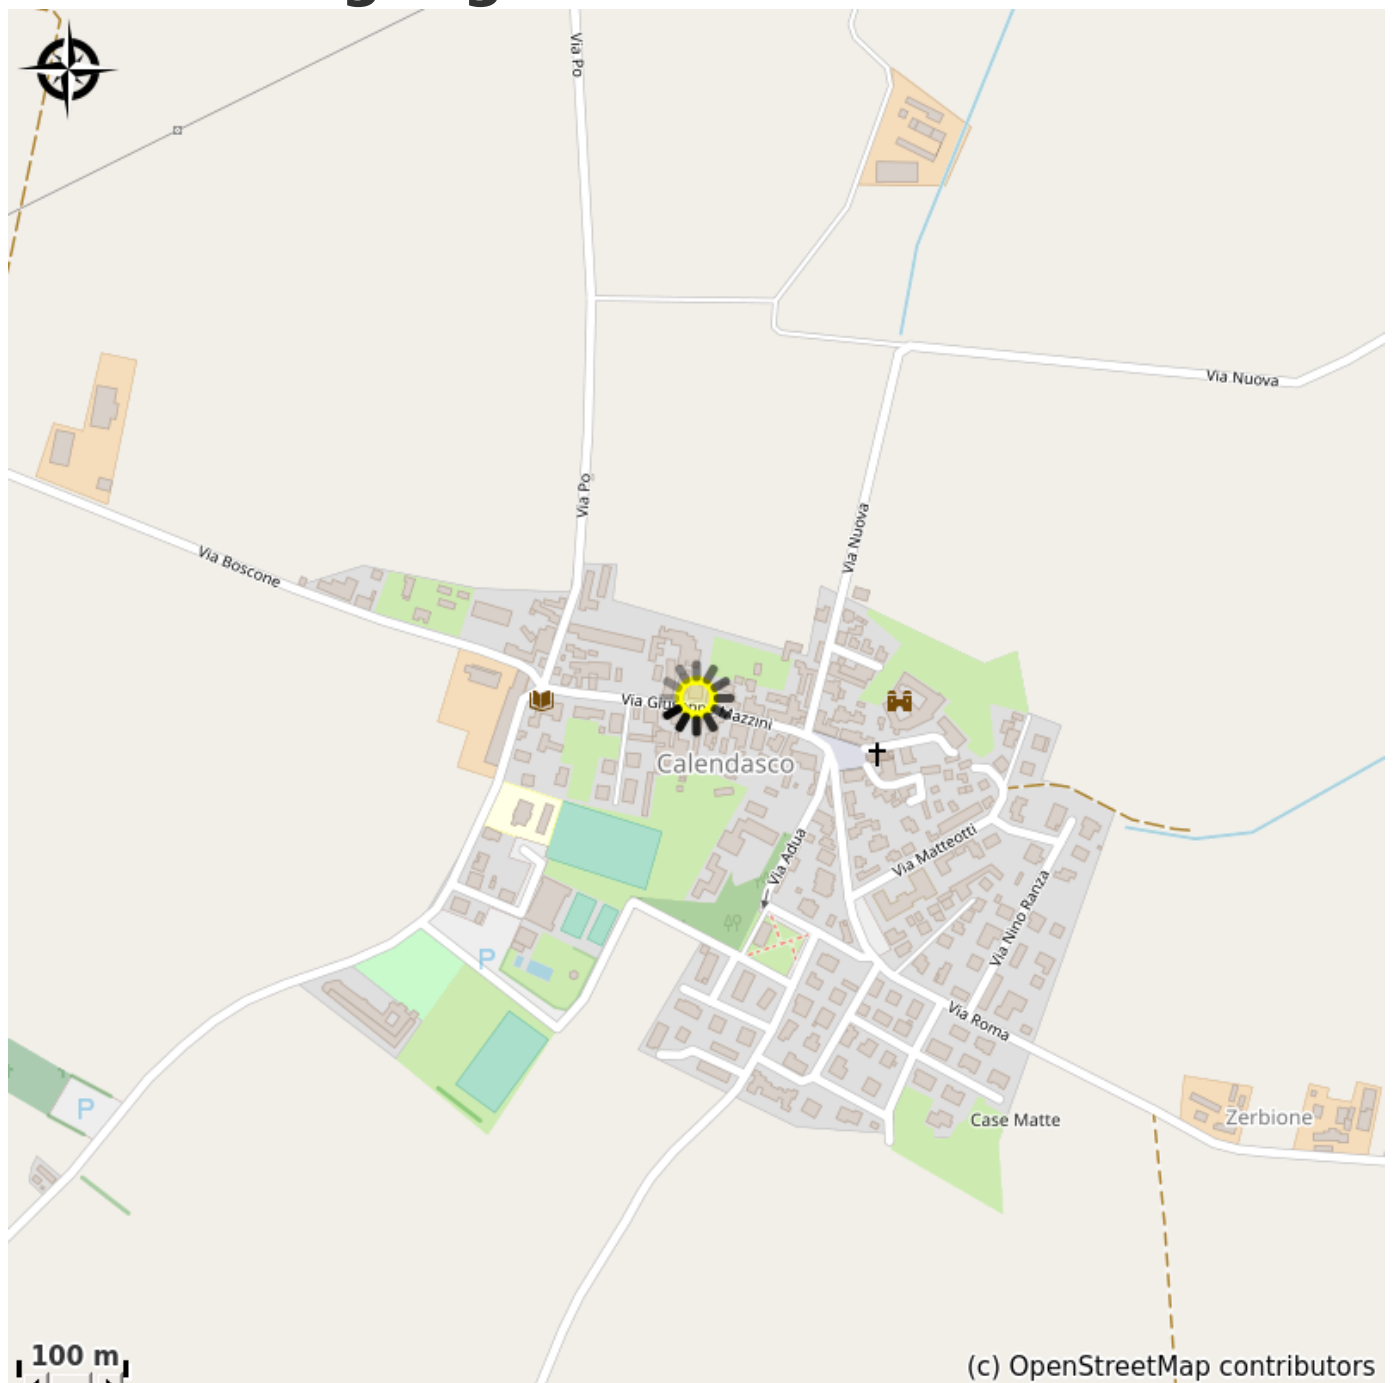 Via Po
Via Nuova
Via Po
Via Nuova
Via Boscone
Via Mazzini
Calendasco
Via Adua
Via Matteotti
Via Nino Ranza
P
Via Roma
P
Case Matte
Zerbione
100 m
(c) OpenStreetMap contributors